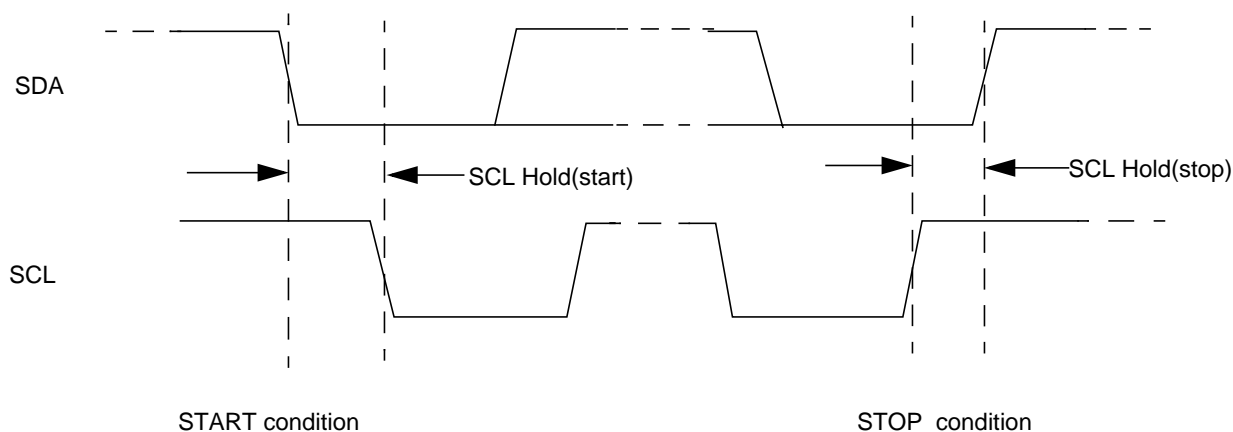 SDA
SCL Hold(start)
SCL Hold(stop)
SCL
START condition
STOP condition